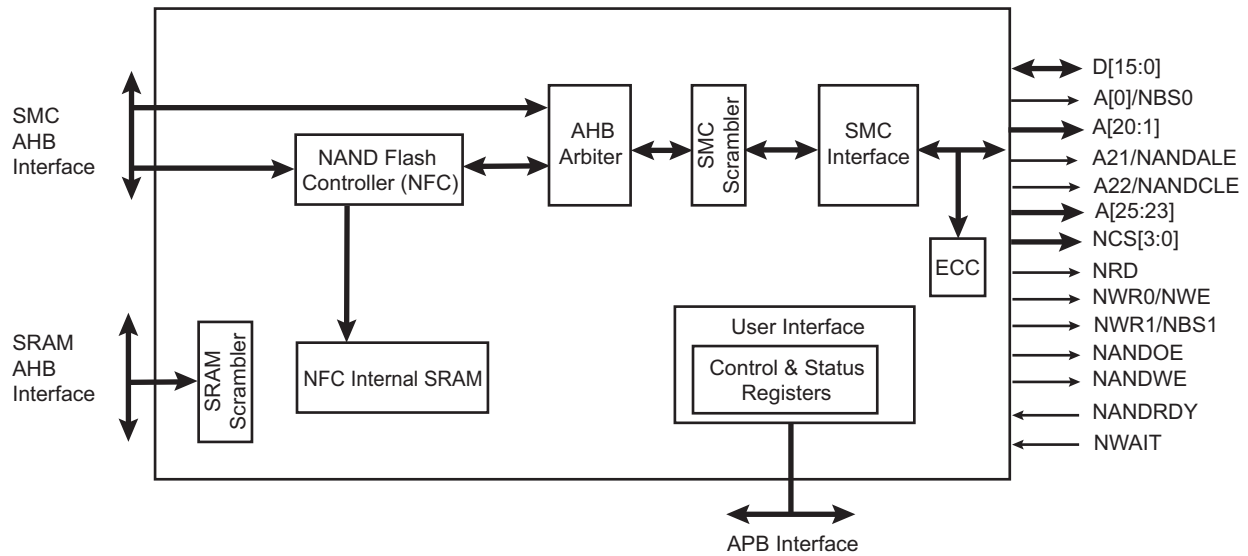 SMC
AHB
Interface
NAND Flash
Controller (NFC)
AHB
Arbiter
SMC
Scrambler
SMC
Interface
ECC
SRAM
AHB
Interface
SRAM
Scrambler
NFC Internal SRAM
User Interface
Control & Status
Registers
APB Interface
D[15:0]
A[0]/NBS0
A[20:1]
A21/NANDALE
A22/NANDCLE
A[25:23]
NCS[3:0]
NRD
NWR0/NWE
NWR1/NBS1
NANDOE
NANDWE
NANDRDY
NWAIT